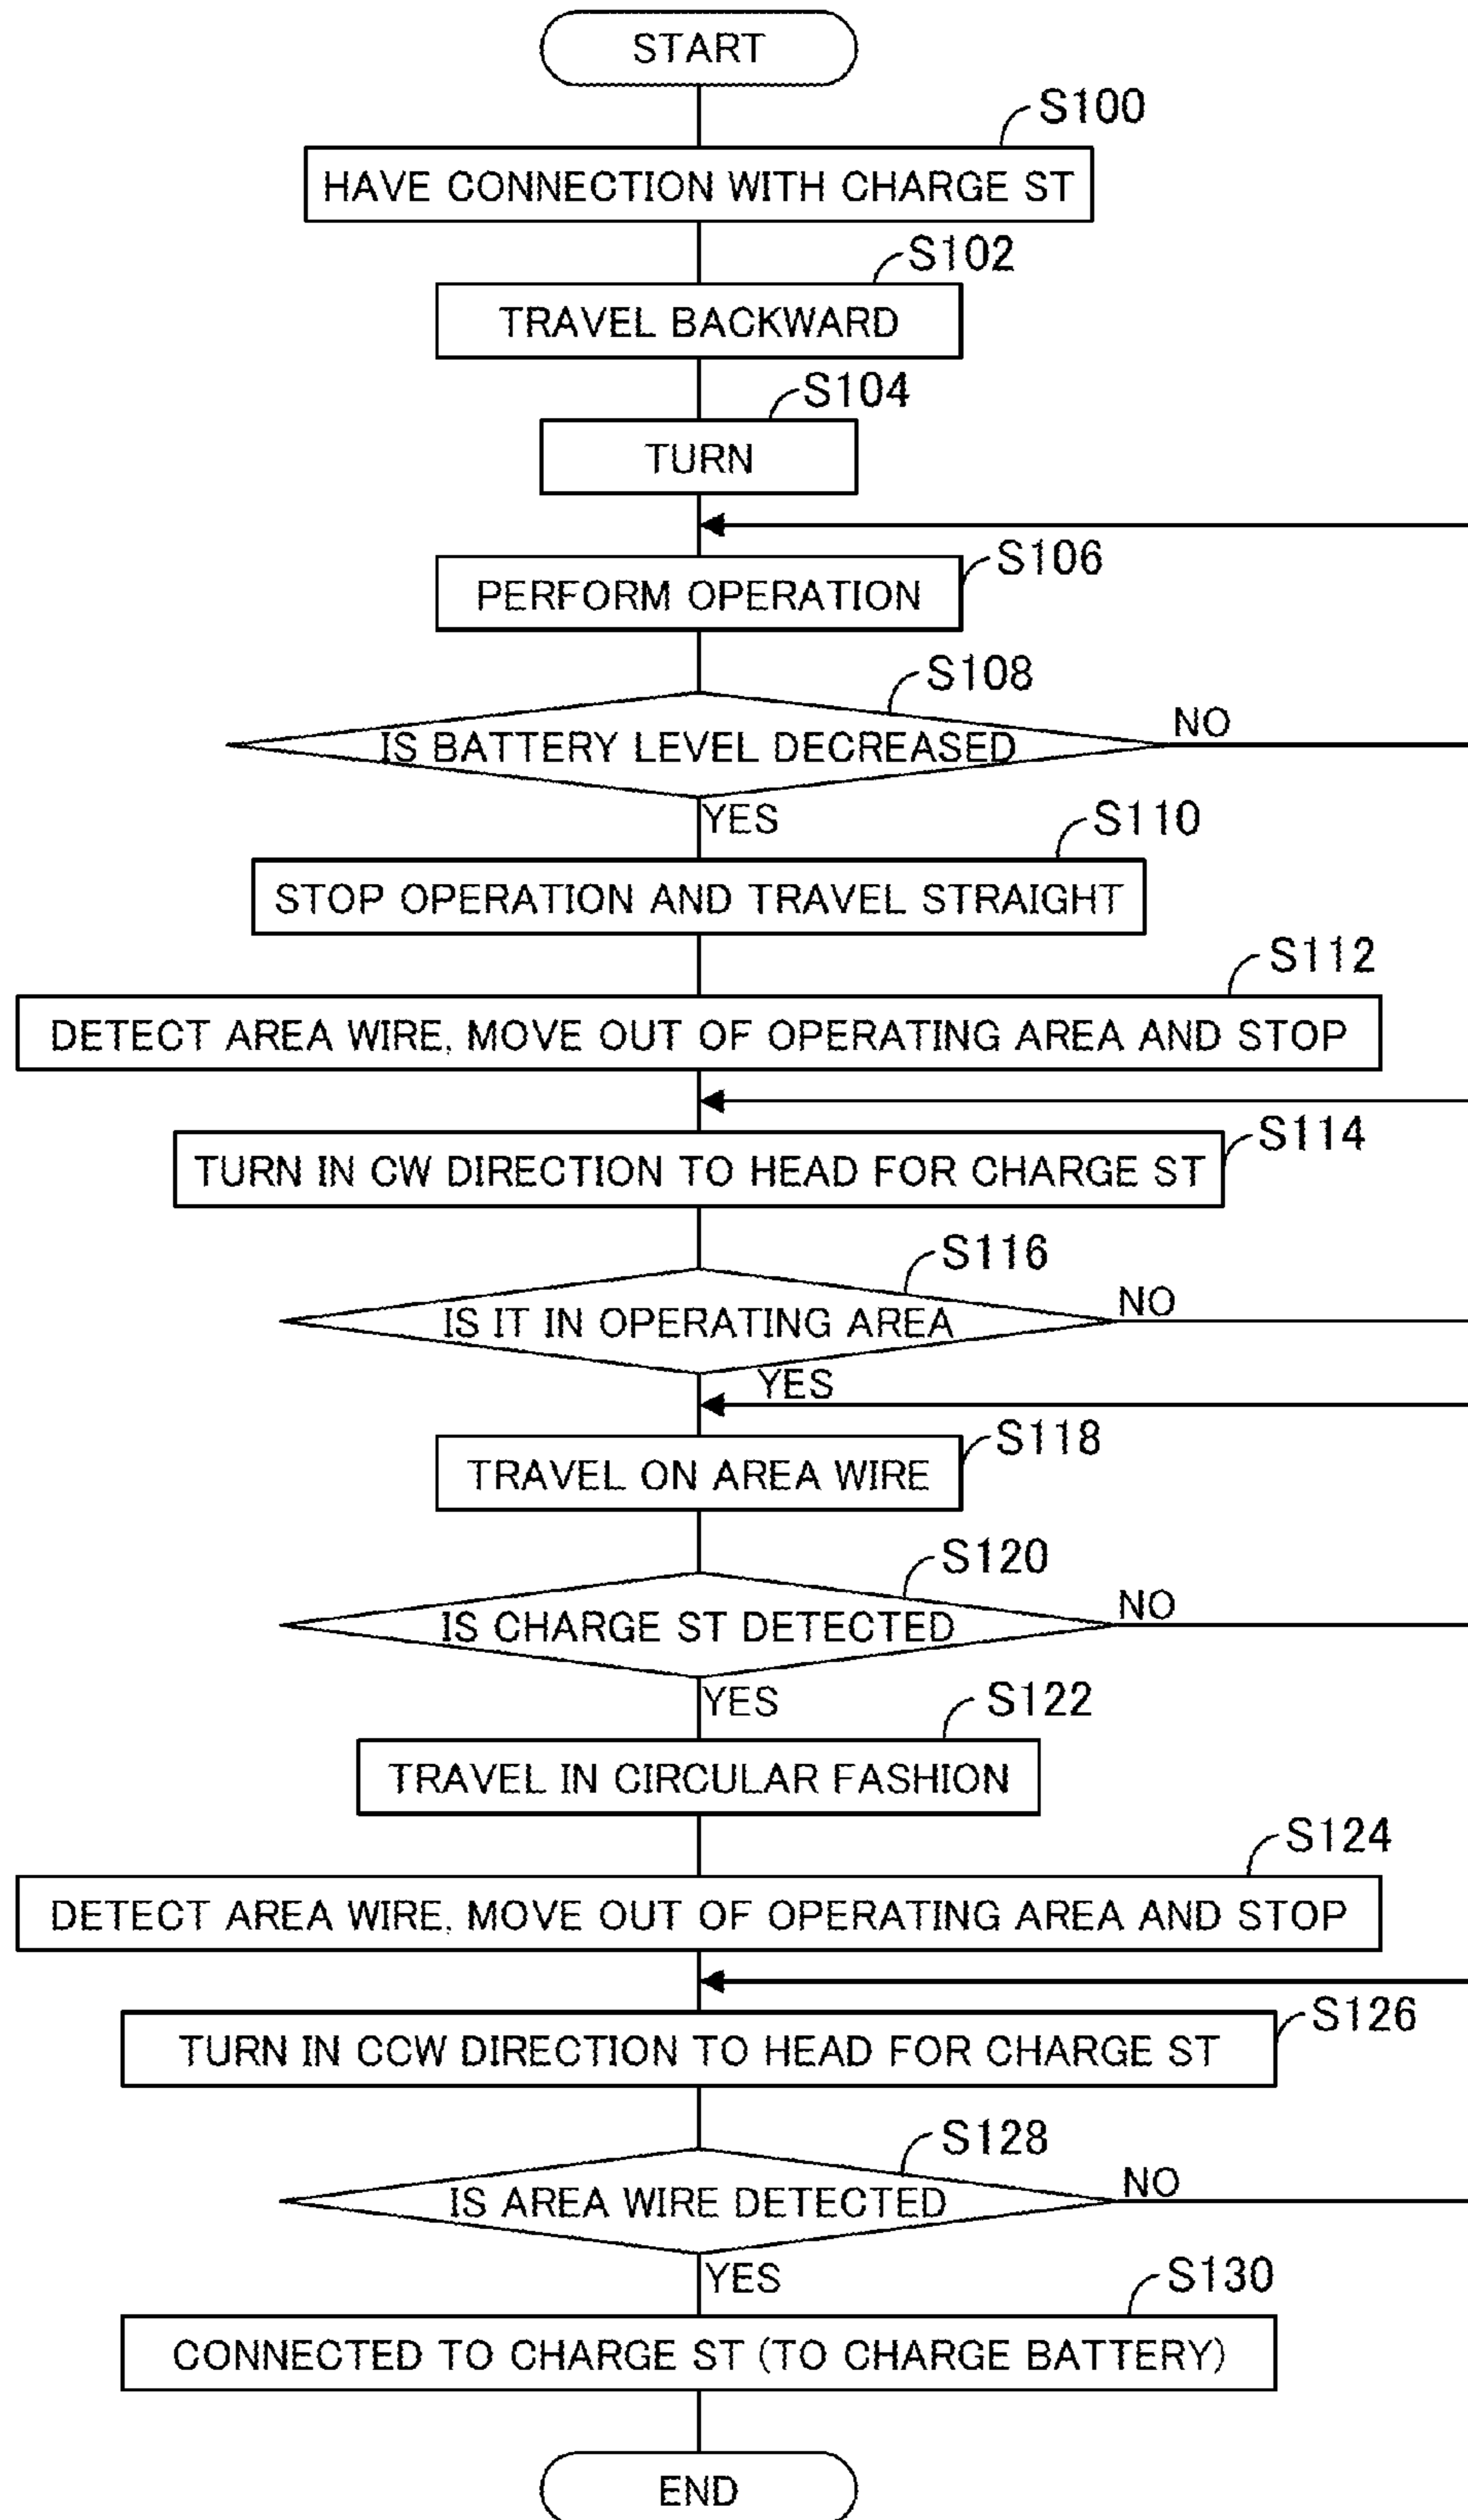 START
S100
HAVE CONNECTION WITH CHARGE ST
S102
TRAVEL BACKWARD
S104
TURN
S106
PERFORM OPERATION
S108
IS BATTERY LEVEL DECREASED
NO
YES
S110
STOP OPERATION AND TRAVEL STRAIGHT
S112
DETECT AREA WIRE, MOVE OUT OF OPERATING AREA AND STOP
S114
TURN IN CW DIRECTION TO HEAD FOR CHARGE ST
S116
IS IT IN OPERATING AREA
NO
YES
S118
TRAVEL ON AREA WIRE
S120
IS CHARGE ST DETECTED
NO
YES
S122
TRAVEL IN CIRCULAR FASHION
S124
DETECT AREA WIRE, MOVE OUT OF OPERATING AREA AND STOP
S126
TURN IN CCW DIRECTION TO HEAD FOR CHARGE ST
S128
IS AREA WIRE DETECTED
NO
YES
S130
CONNECTED TO CHARGE ST (TO CHARGE BATTERY)
END